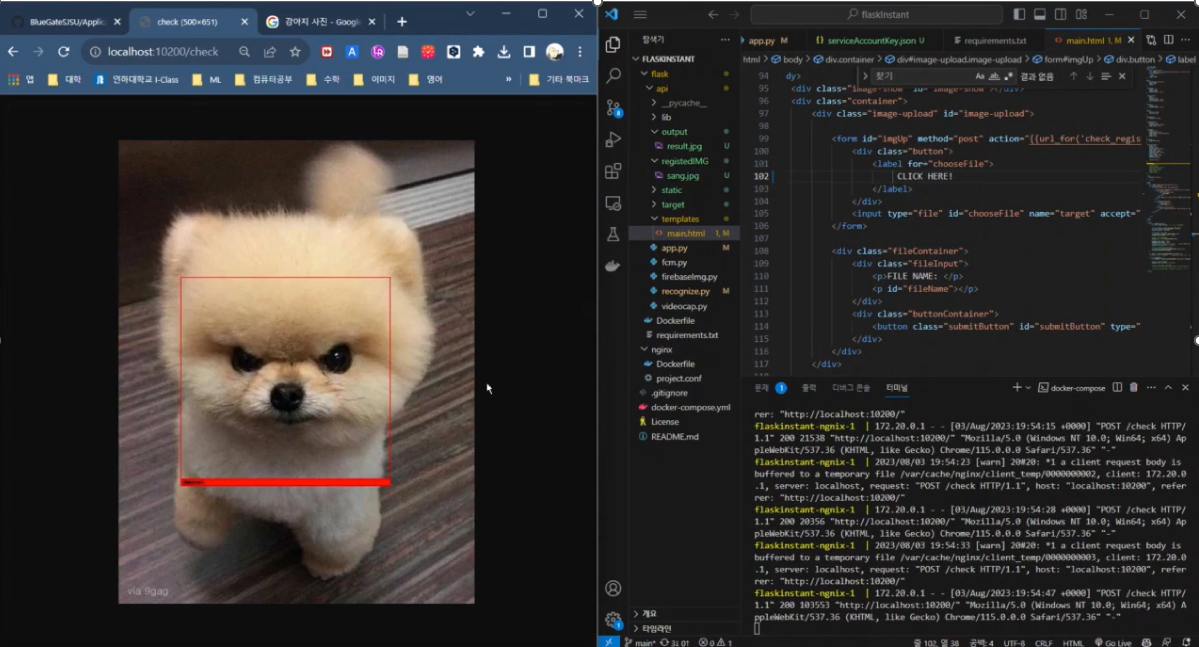 BlueGateSJSU/Applic
check (500×651)
강아지 사진 - Google
localhost:10200/check
앱
대학
인하대학교 I-Class
ML
컴퓨터공부
수학
이미지
영어
»
기타 북마크
via 9gag
flaskInstant
탐색기
FLASKINSTANT
flask
api
__pycache__
lib
output
result.jpg U
registedIMG
sang.jpg U
static
target
templates
main.html 1, M
app.py M
fcm.py
firebaseImg.py
recognize.py M
videocap.py
Dockerfile
requirements.txt
nginx
Dockerfile
project.conf
.gitignore
docker-compose.yml
License
README.md
개요
타임라인
app.py M
serviceAccountKey.json U
requirements.txt
main.html 1, M
html > body > div.container > div#image-upload.image-upload > form#imgUp > div.button > label
찾기
결과 없음
94 dy>
95 <div class="image-show" id="image-show"></div>
96 <div class="container">
97 <div class="image-upload" id="image-upload">
98
99 <form id="imgUp" method="post" action="{{url_for('check_regis
100 <div class="button">
101 <label for="chooseFile">
102 CLICK HERE!
103 </label>
104 </div>
105 <input type="file" id="chooseFile" name="target" accept="
106 </form>
107
108 <div class="fileContainer">
109 <div class="fileInput">
110 <p>FILE NAME: </p>
111 <p id="fileName"></p>
112 </div>
113 <div class="buttonContainer">
114 <button class="submitButton" id="submitButton" type="
115 </div>
116 </div>
117 </div>
문제 1 출력 디버그 콘솔 터미널
docker-compose
rer: "http://localhost:10200/"
flaskinstant-ngnix-1 | 172.20.0.1 - - [03/Aug/2023:19:54:15 +0000] "POST /check HTTP/
1.1" 200 21538 "http://localhost:10200/" "Mozilla/5.0 (Windows NT 10.0; Win64; x64) Ap
pleWebKit/537.36 (KHTML, like Gecko) Chrome/115.0.0.0 Safari/537.36" "-"
flaskinstant-ngnix-1 | 2023/08/03 19:54:23 [warn] 20#20: *1 a client request body is
buffered to a temporary file /var/cache/nginx/client_temp/0000000002, client: 172.20.0
.1, server: localhost, request: "POST /check HTTP/1.1", host: "localhost:10200", refer
rer: "http://localhost:10200/"
flaskinstant-ngnix-1 | 172.20.0.1 - - [03/Aug/2023:19:54:28 +0000] "POST /check HTTP/
1.1" 200 20356 "http://localhost:10200/" "Mozilla/5.0 (Windows NT 10.0; Win64; x64) Ap
pleWebKit/537.36 (KHTML, like Gecko) Chrome/115.0.0.0 Safari/537.36" "-"
flaskinstant-ngnix-1 | 2023/08/03 19:54:33 [warn] 20#20: *1 a client request body is
buffered to a temporary file /var/cache/nginx/client_temp/0000000003, client: 172.20.0
.1, server: localhost, request: "POST /check HTTP/1.1", host: "localhost:10200", refer
rer: "http://localhost:10200/"
flaskinstant-ngnix-1 | 172.20.0.1 - - [03/Aug/2023:19:54:47 +0000] "POST /check HTTP/
1.1" 200 103553 "http://localhost:10200/" "Mozilla/5.0 (Windows NT 10.0; Win64; x64) A
ppleWebKit/537.36 (KHTML, like Gecko) Chrome/115.0.0.0 Safari/537.36" "-"
main* 3↓ 0↑ 0 1
줄 102, 열 38 공백: 4 UTF-8 CRLF HTML Go Live